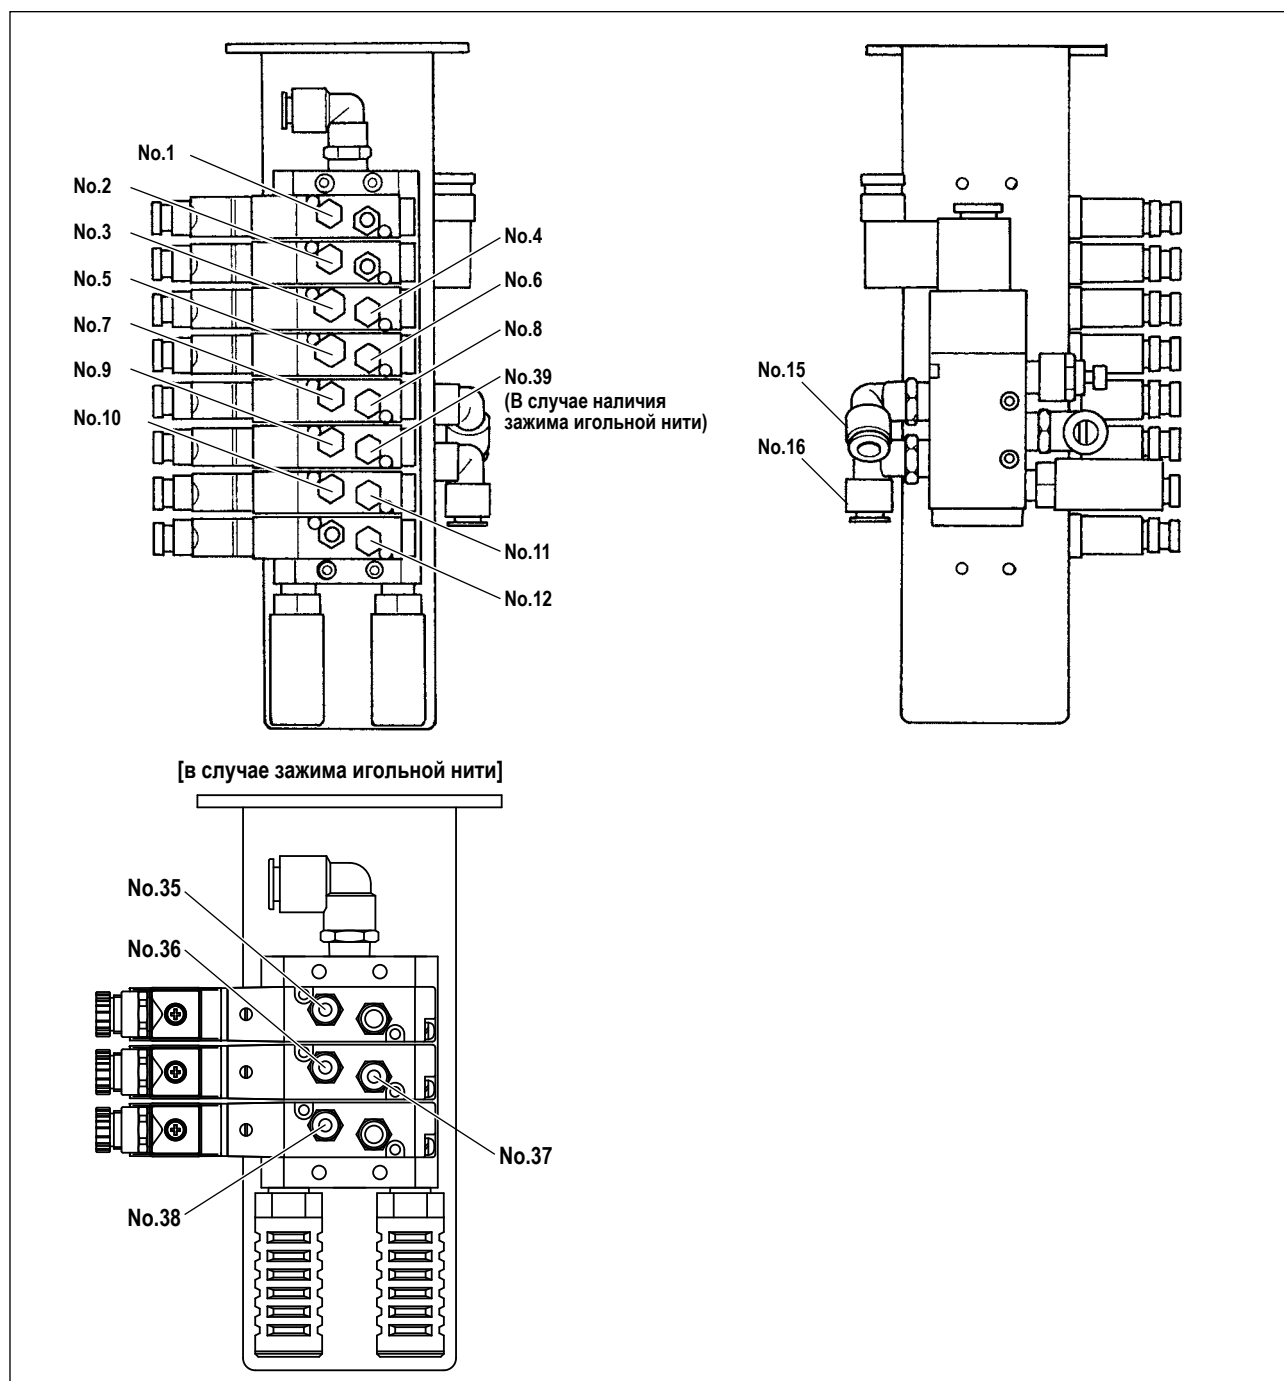 No.1
No.2
No.3
No.5
No.7
No.9
No.10
No.4
No.6
No.8
No.39
(В случае наличия
зажима игольной нити)
No.11
No.12
No.15
No.16
[в случае зажима игольной нити]
No.35
No.36
No.37
No.38